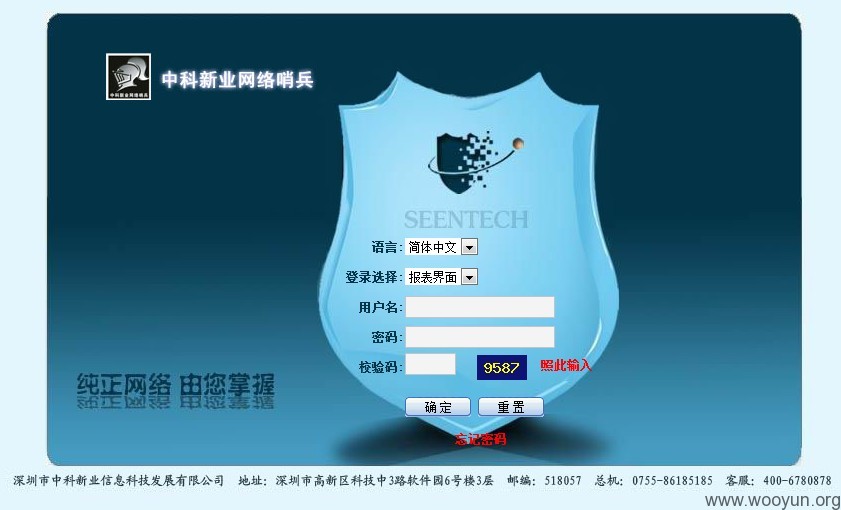 中科新业网络哨兵
中科新业网络哨兵
SEENTECH
语言: 简体中文
登录选择: 报表界面
用户名:
密码:
校验码: 9587 照此输入
纯正网络 由您掌握
确定 重置
忘记密码
深圳市中科新业信息科技发展有限公司 地址: 深圳市高新区科技中3路软件园6号楼3层 邮编: 518057 总机: 0755-86185185 客服: 400-6780878
www.wooyun.org